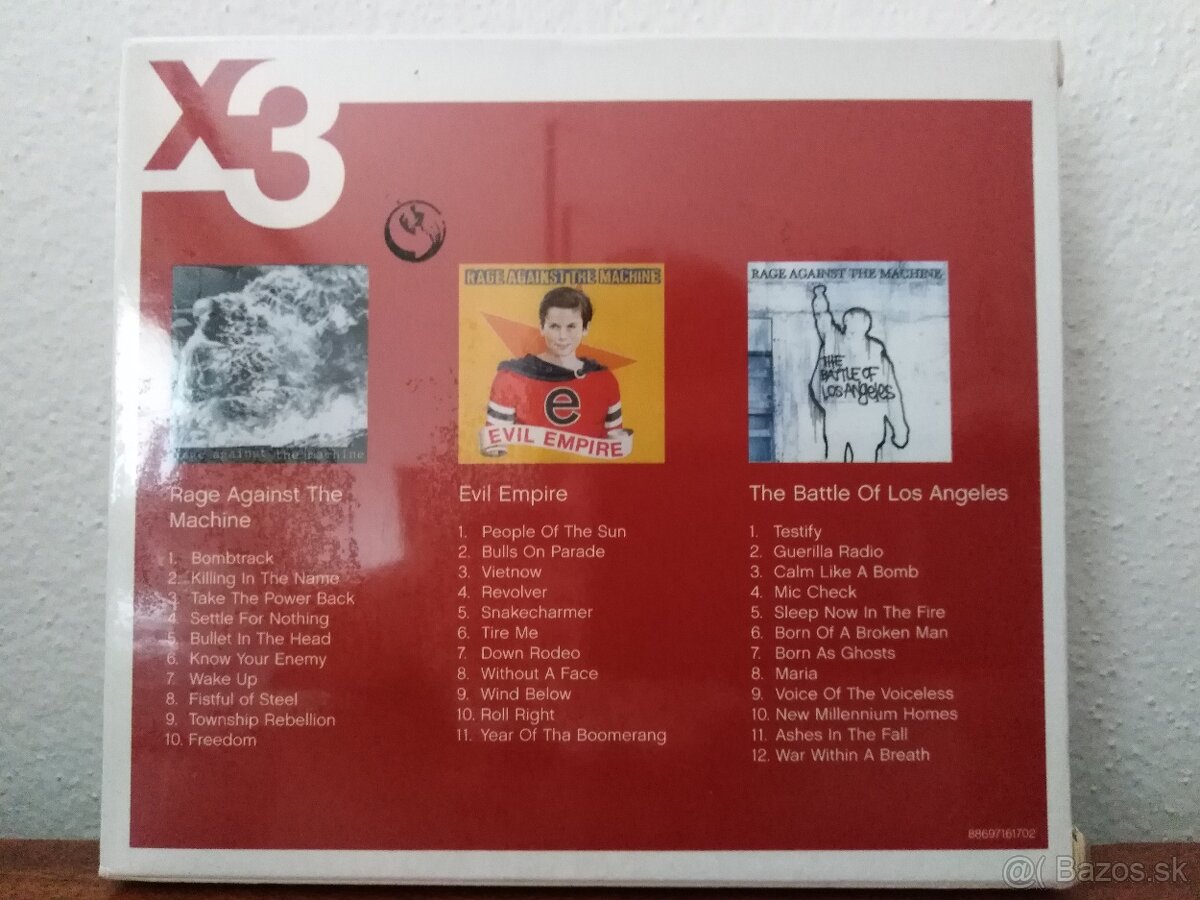 X3
rage against the machine
RAGE AGAINST THE MACHINE
e
EVIL EMPIRE
RAGE AGAINST THE MACHINE
THE
BATTLE OF
LOS ANGELES
Rage Against The
Machine
1. Bombtrack
2. Killing In The Name
3. Take The Power Back
4. Settle For Nothing
5. Bullet In The Head
6. Know Your Enemy
7. Wake Up
8. Fistful of Steel
9. Township Rebellion
10. Freedom
Evil Empire
1. People Of The Sun
2. Bulls On Parade
3. Vietnow
4. Revolver
5. Snakecharmer
6. Tire Me
7. Down Rodeo
8. Without A Face
9. Wind Below
10. Roll Right
11. Year Of Tha Boomerang
The Battle Of Los Angeles
1. Testify
2. Guerilla Radio
3. Calm Like A Bomb
4. Mic Check
5. Sleep Now In The Fire
6. Born Of A Broken Man
7. Born As Ghosts
8. Maria
9. Voice Of The Voiceless
10. New Millennium Homes
11. Ashes In The Fall
12. War Within A Breath
88697161702
@( Bazos.sk